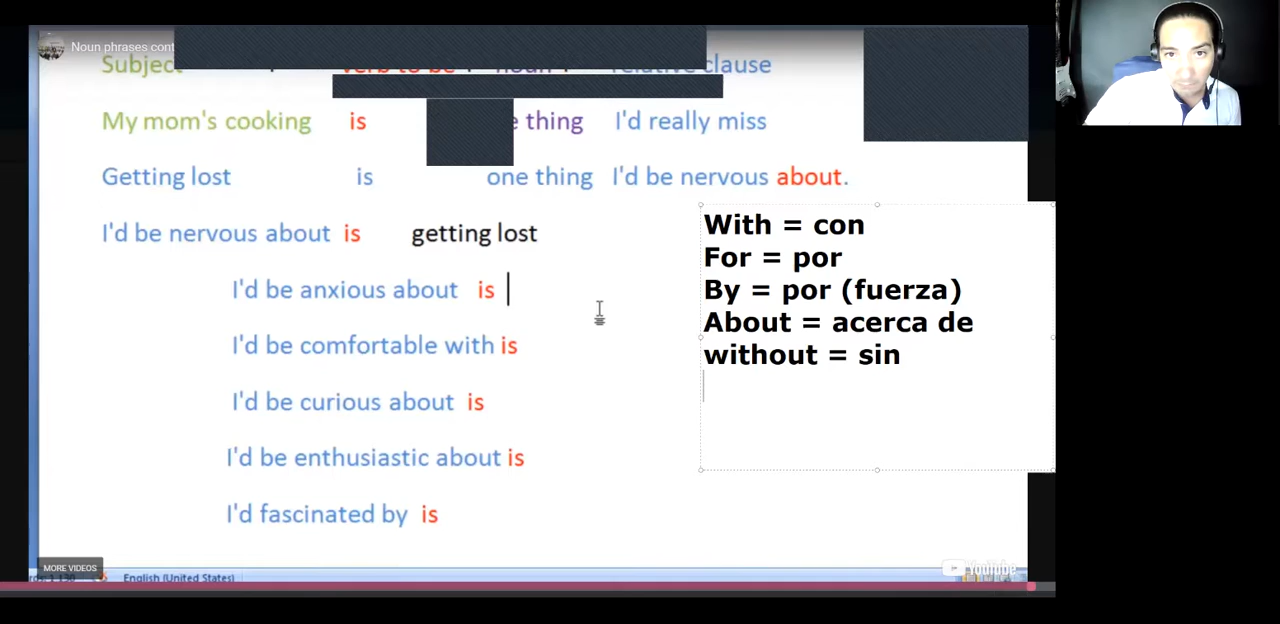 Noun phrases cont
Subject verb to be noun relative clause
My mom's cooking is thing I'd really miss
Getting lost is one thing I'd be nervous about.
I'd be nervous about is getting lost
I'd be anxious about is
I'd be comfortable with is
I'd be curious about is
I'd be enthusiastic about is
I'd fascinated by is
With = con
For = por
By = por (fuerza)
About = acerca de
without = sin
MORE VIDEOS
English (United States)
YouTube